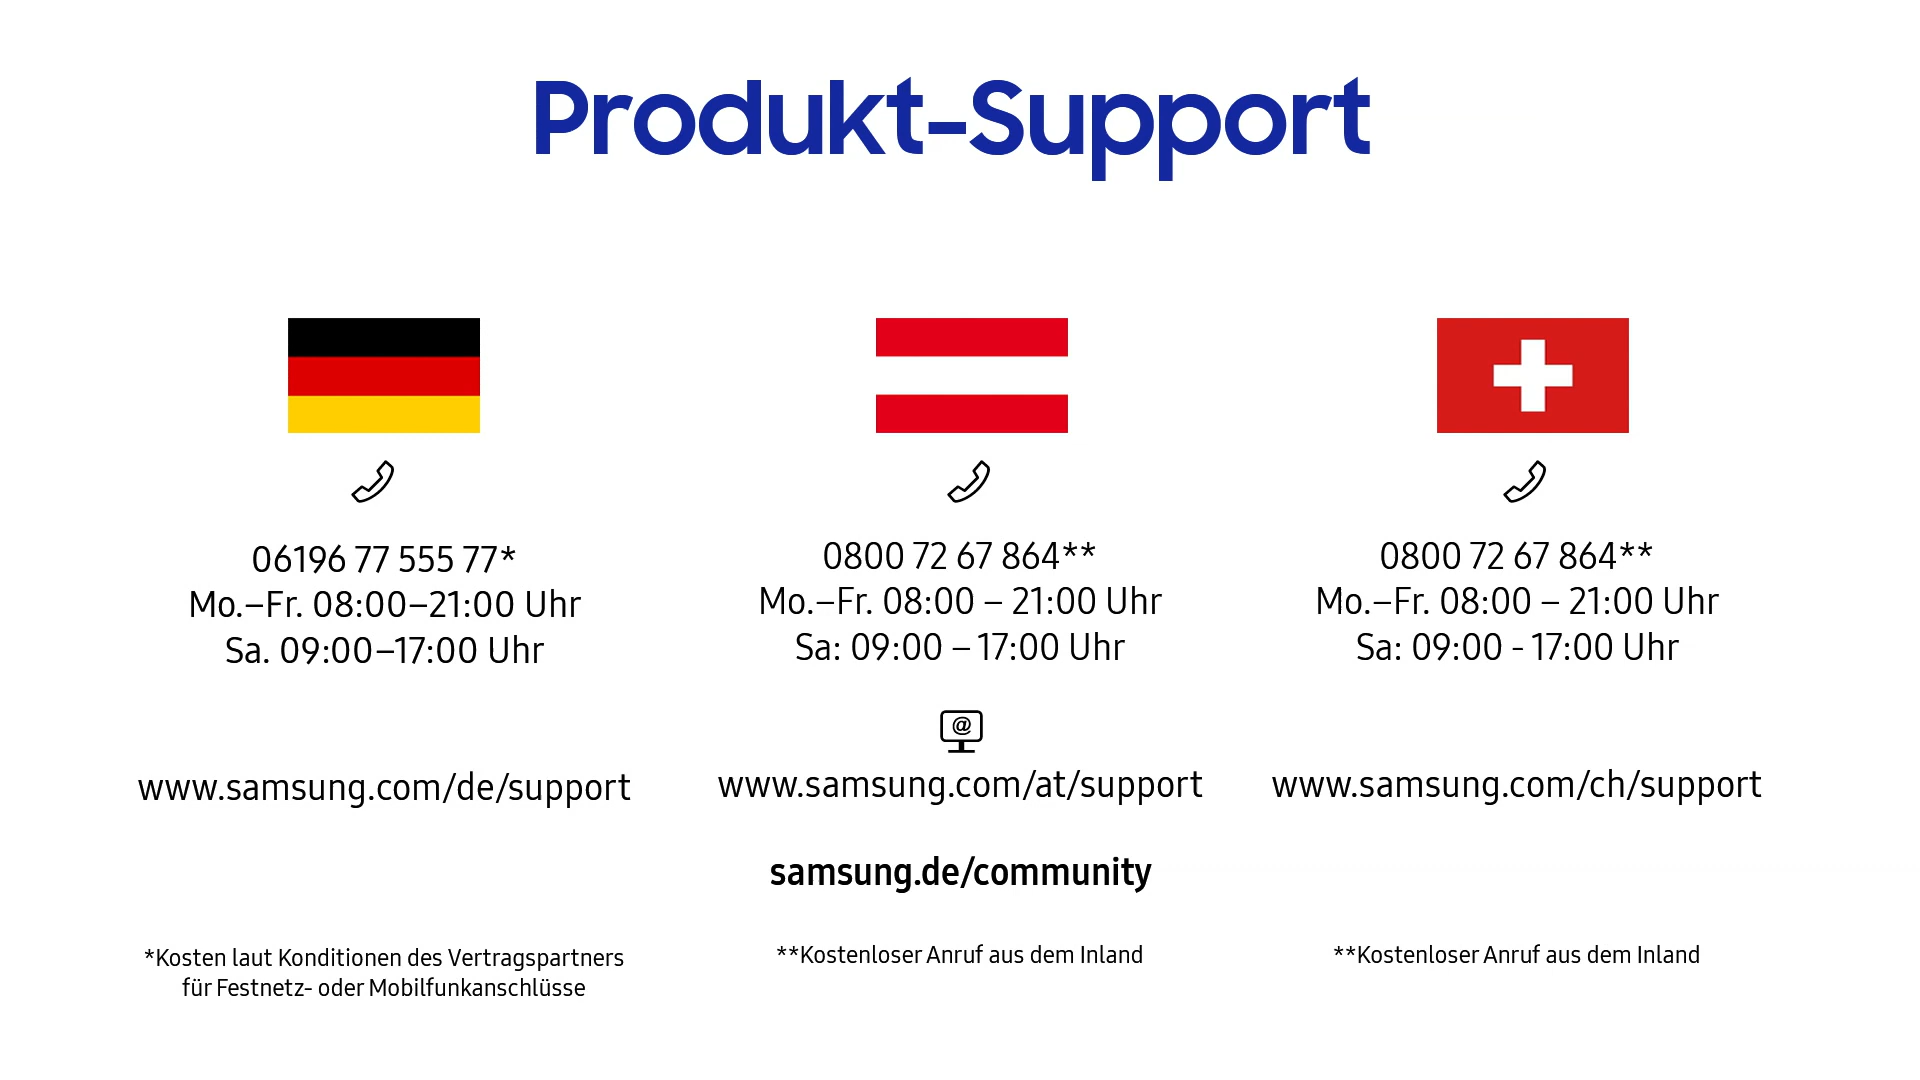 Produkt-Support
06196 77 555 77*
Mo.–Fr. 08:00–21:00 Uhr
Sa. 09:00–17:00 Uhr
www.samsung.com/de/support
0800 72 67 864**
Mo.–Fr. 08:00 – 21:00 Uhr
Sa: 09:00 – 17:00 Uhr
@
www.samsung.com/at/support
0800 72 67 864**
Mo.–Fr. 08:00 – 21:00 Uhr
Sa: 09:00 - 17:00 Uhr
www.samsung.com/ch/support
samsung.de/community
*Kosten laut Konditionen des Vertragspartners
für Festnetz- oder Mobilfunkanschlüsse
**Kostenloser Anruf aus dem Inland
**Kostenloser Anruf aus dem Inland